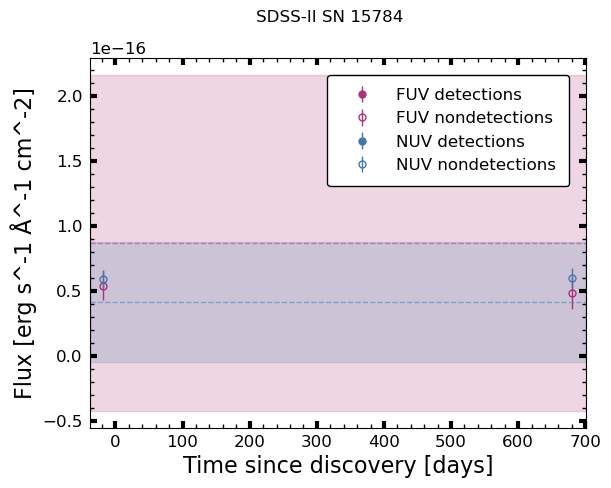 SDSS-II SN 15784
1e−16
FUV detections
FUV nondetections
NUV detections
NUV nondetections
2.0
1.5
1.0
0.5
0.0
−0.5
Flux [erg s^-1 Å^-1 cm^-2]
0 100 200 300 400 500 600 700
Time since discovery [days]